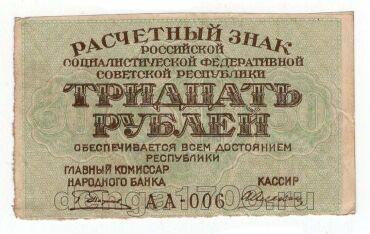 РАСЧЕТНЫЙ ЗНАК
РОССИЙСКОЙ
СОЦИАЛИСТИЧЕСКОЙ ФЕДЕРАТИВНОЙ
СОВЕТСКОЙ РЕСПУБЛИКИ
ТРИДЦАТЬ
РУБЛЕЙ
ОБЕСПЕЧИВАЕТСЯ ВСЕМ ДОСТОЯНИЕМ
РЕСПУБЛИКИ
ГЛАВНЫЙ КОМИССАР
НАРОДНОГО БАНКА
КАССИР
АА-006